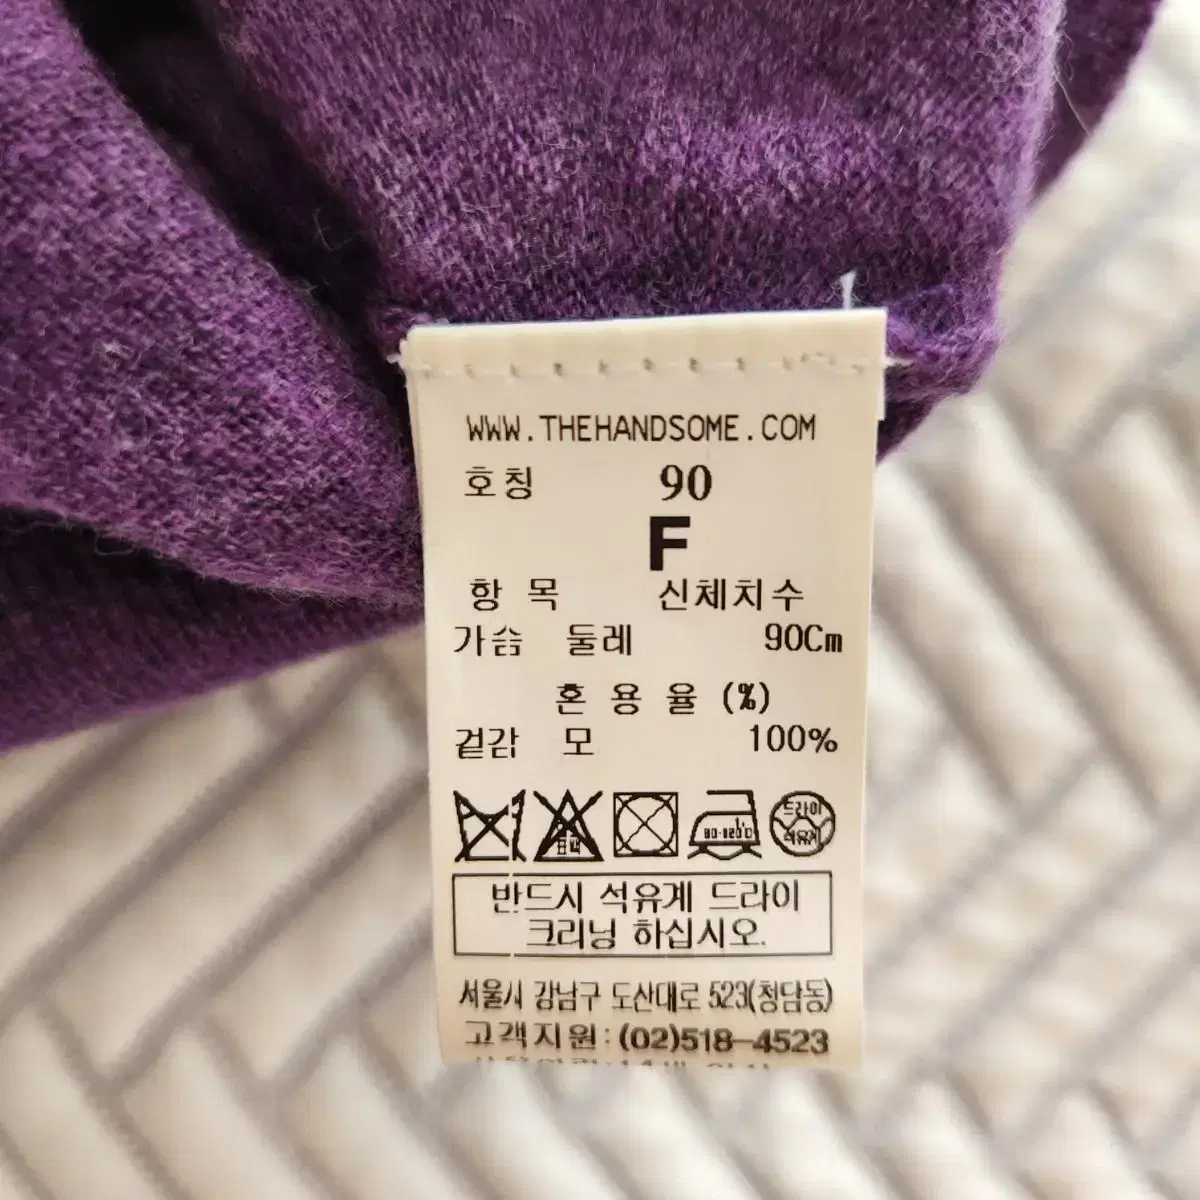 WWW.THEHANDSOME.COM
호칭 90
F
항 목 신체치수
가슴 둘레 90Cm
혼 용 율 (%)
겉감 모 100%
표백 80-120℃ 드라이
석유계
반드시 석유계 드라이
크리닝 하십시오.
서울시 강남구 도산대로 523(청담동)
고객지원: (02)518-4523